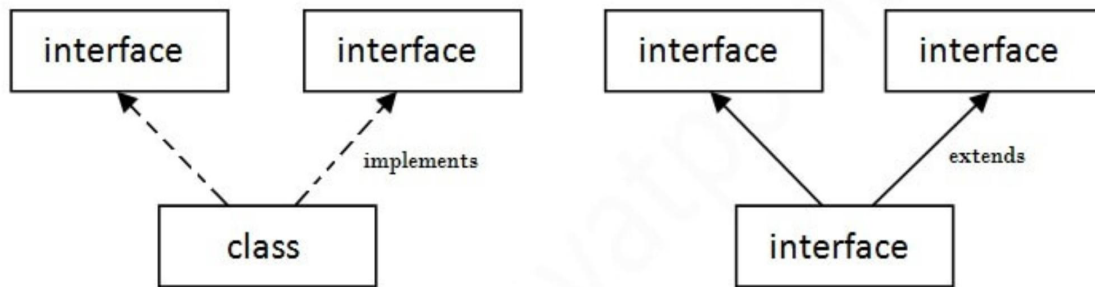 interface interface interface interface
implements extends
class interface